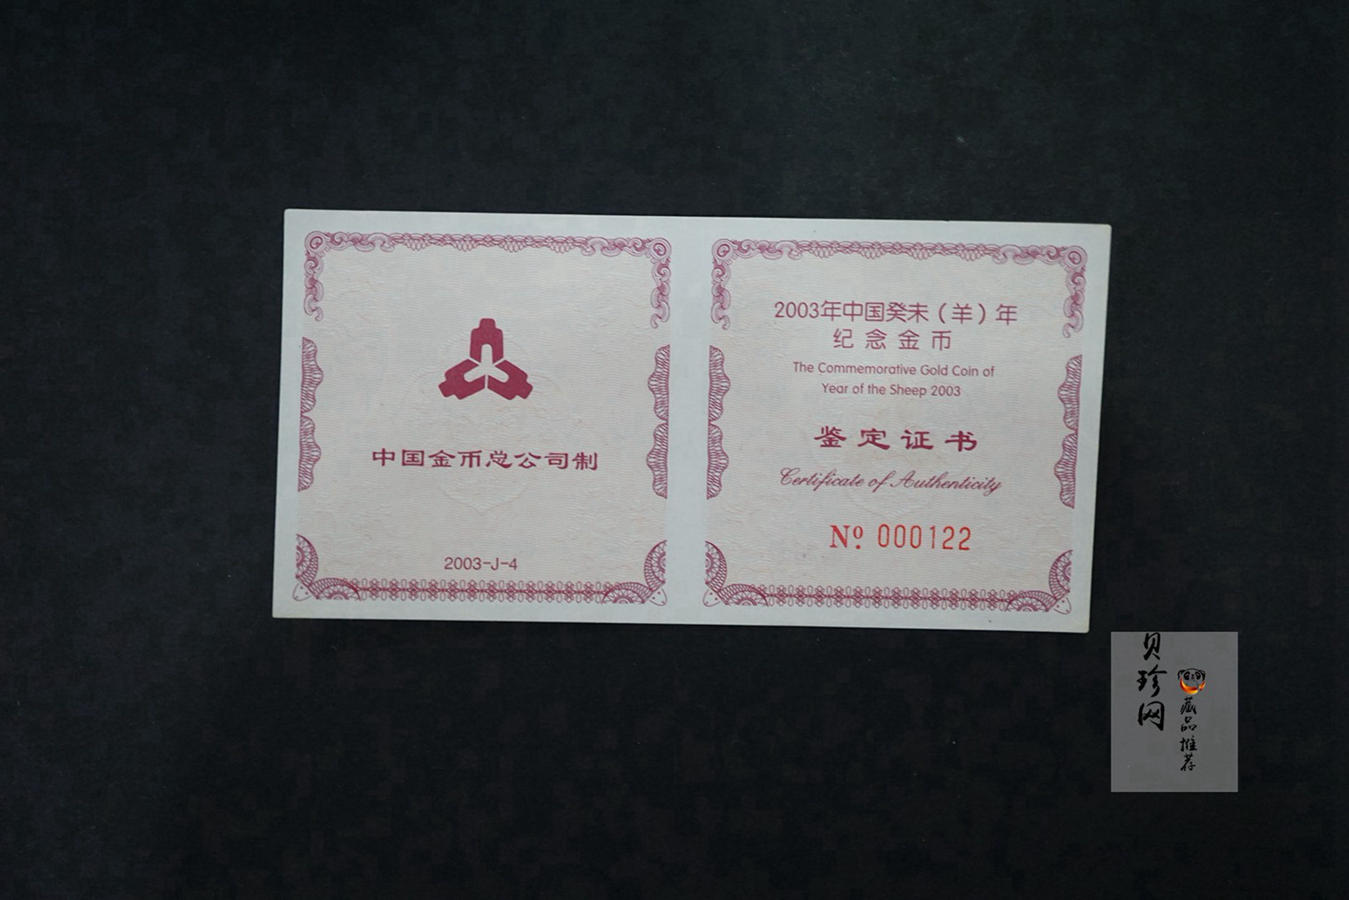 中国金币总公司制
2003-J-4
2003年中国癸未（羊）年
纪念金币
The Commemorative Gold Coin of
Year of the Sheep 2003
鉴定证书
Certificate of Authenticity
Nº 000122
贝珍网
藏品推荐